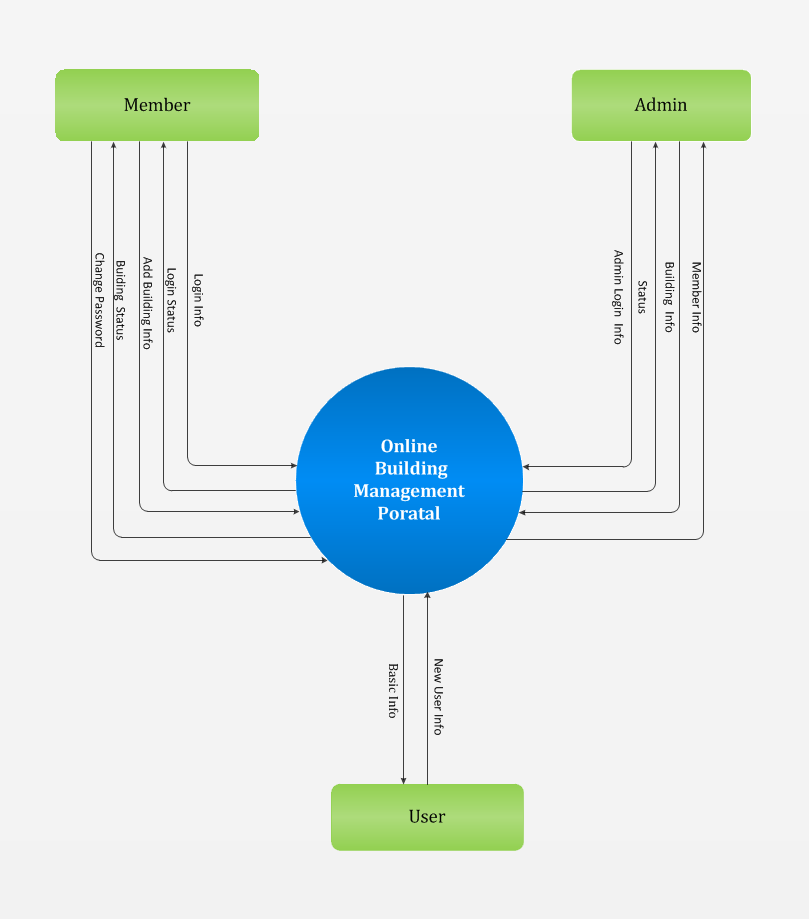 Member
Admin
Change Password
Buiding Status
Add Building Info
Login Status
Login Info
Admin Login Info
Status
Building Info
Member Info
Online
Building
Management
Poratal
Basic Info
New User Info
User